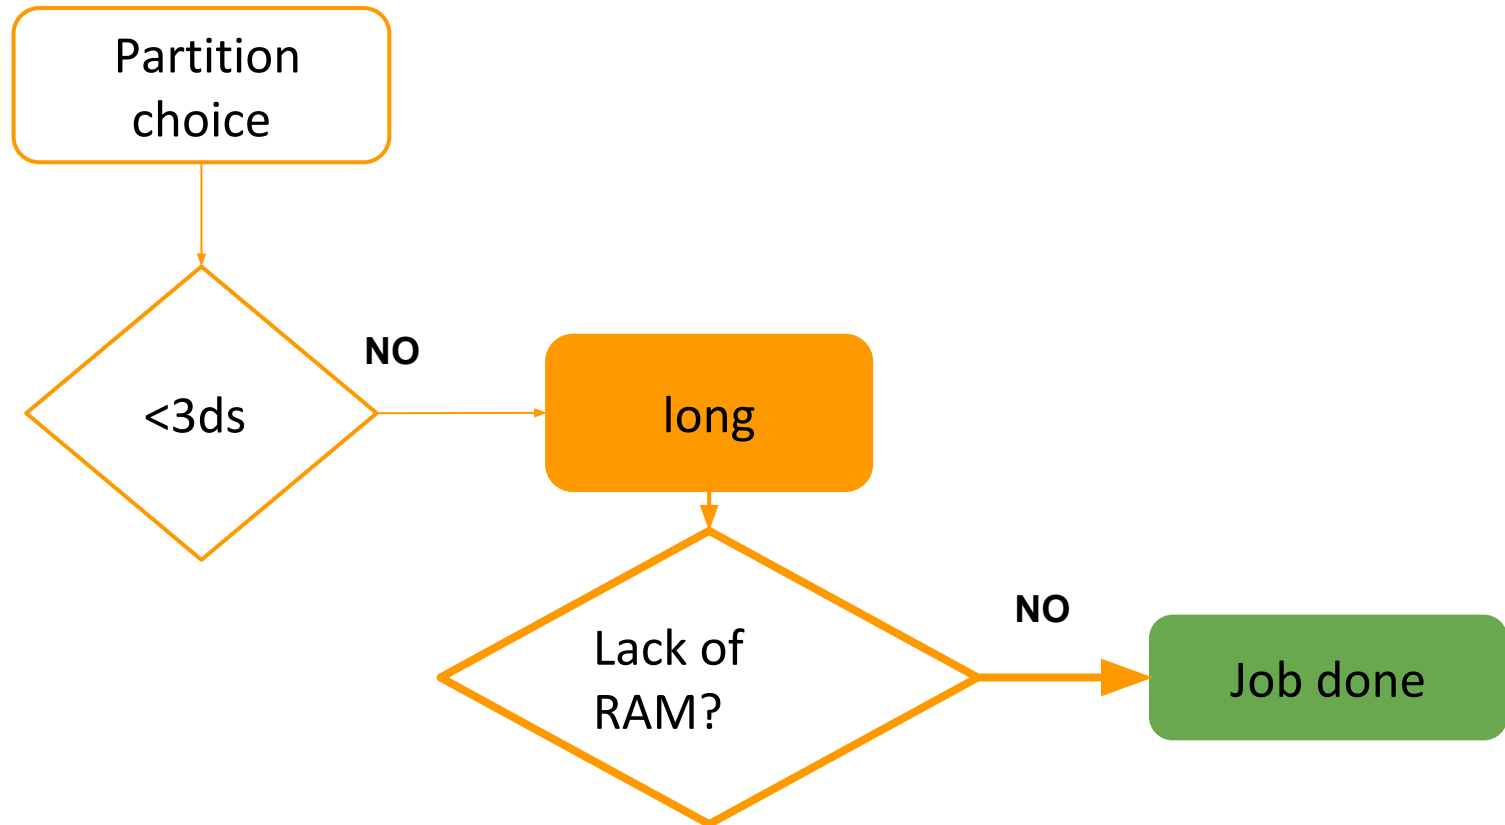 Partition
choice
NO
<3ds
long
Lack of
RAM?
NO
Job done